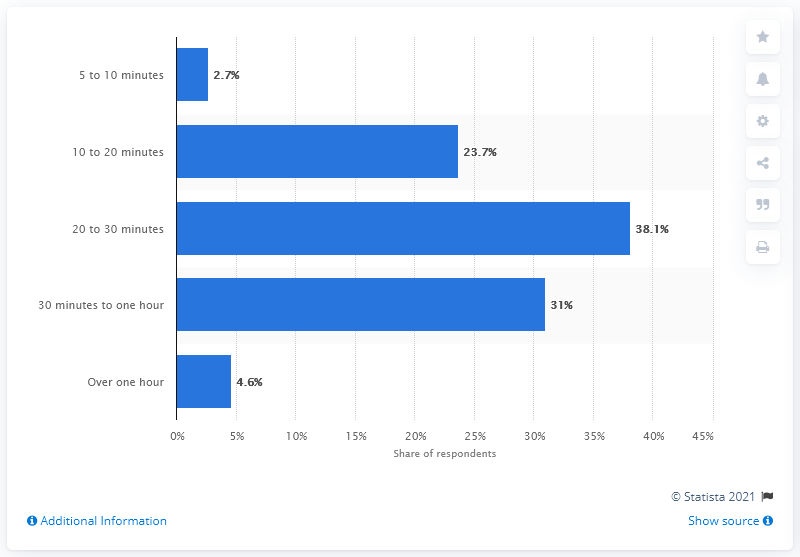 5 to 10 minutes 2.7%
10 to 20 minutes 23.7%
20 to 30 minutes 38.1%
30 minutes to one hour 31%
Over one hour 4.6%
0% 5% 10% 15% 20% 25% 30% 35% 40% 45%
Share of respondents
© Statista 2021
Additional Information Show source